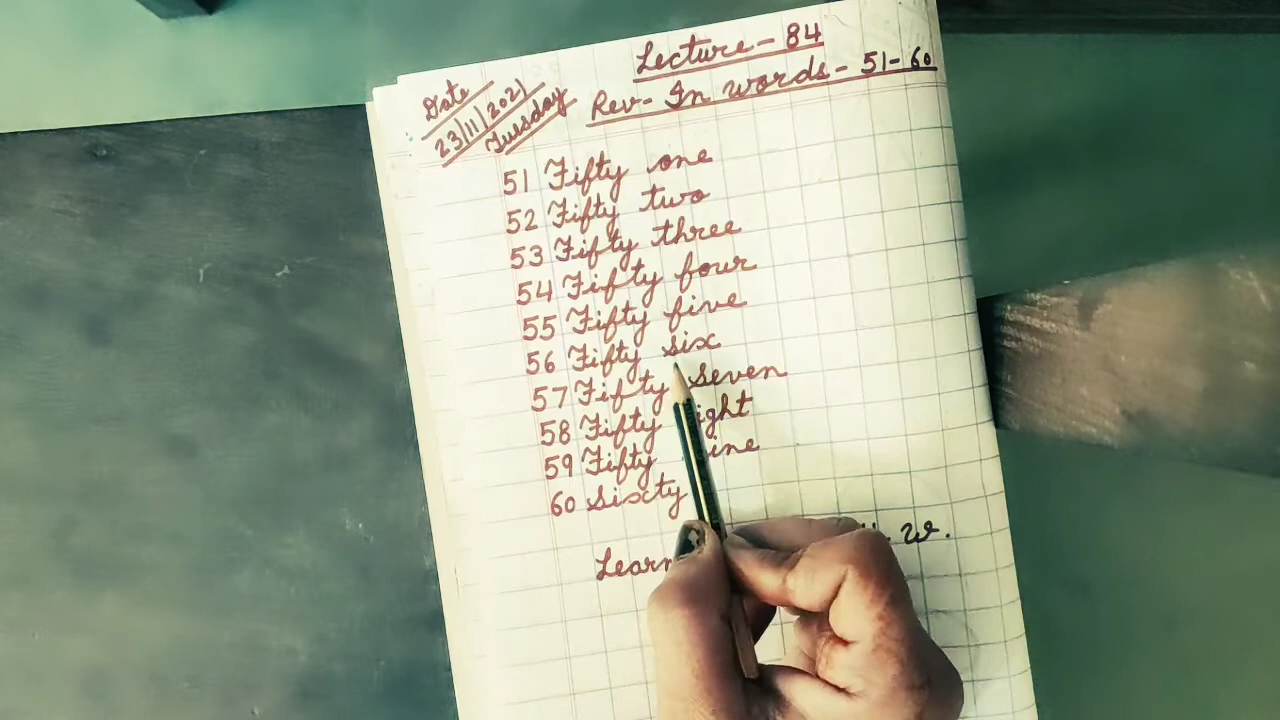 Lecture - 84
Rev- In words - 51-60
Date
23/11/2021
Tuesday
51 Fifty one
52 Fifty two
53 Fifty three
54 Fifty four
55 Fifty five
56 Fifty six
57 Fifty seven
58 Fifty
59 Fifty
60 Sixty
W.